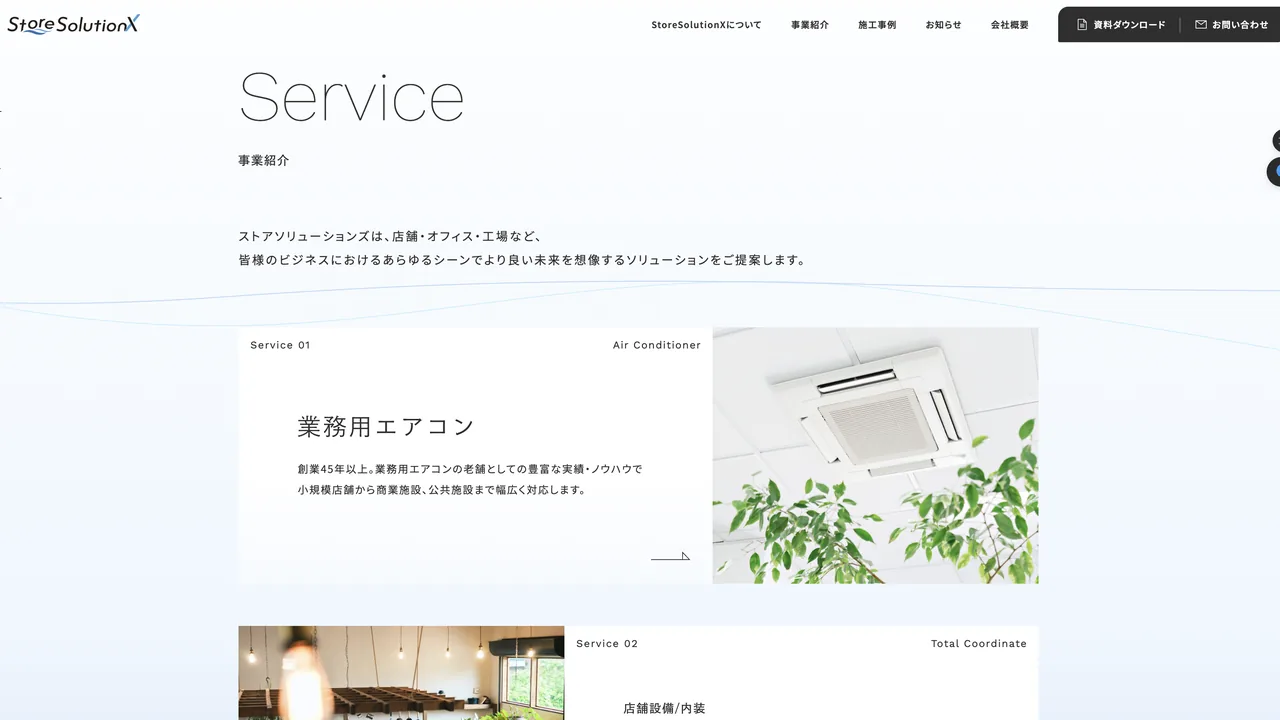 StoreSolutionX
StoreSolutionXについて
事業紹介
施工事例
お知らせ
会社概要
資料ダウンロード
お問い合わせ
Service
事業紹介
ストアソリューションズは、店舗・オフィス・工場など、
皆様のビジネスにおけるあらゆるシーンでより良い未来を想像するソリューションをご提案します。
Service 01
Air Conditioner
業務用エアコン
創業45年以上。業務用エアコンの老舗としての豊富な実績・ノウハウで
小規模店舗から商業施設、公共施設まで幅広く対応します。
Service 02
Total Coordinate
店舗設備/内装